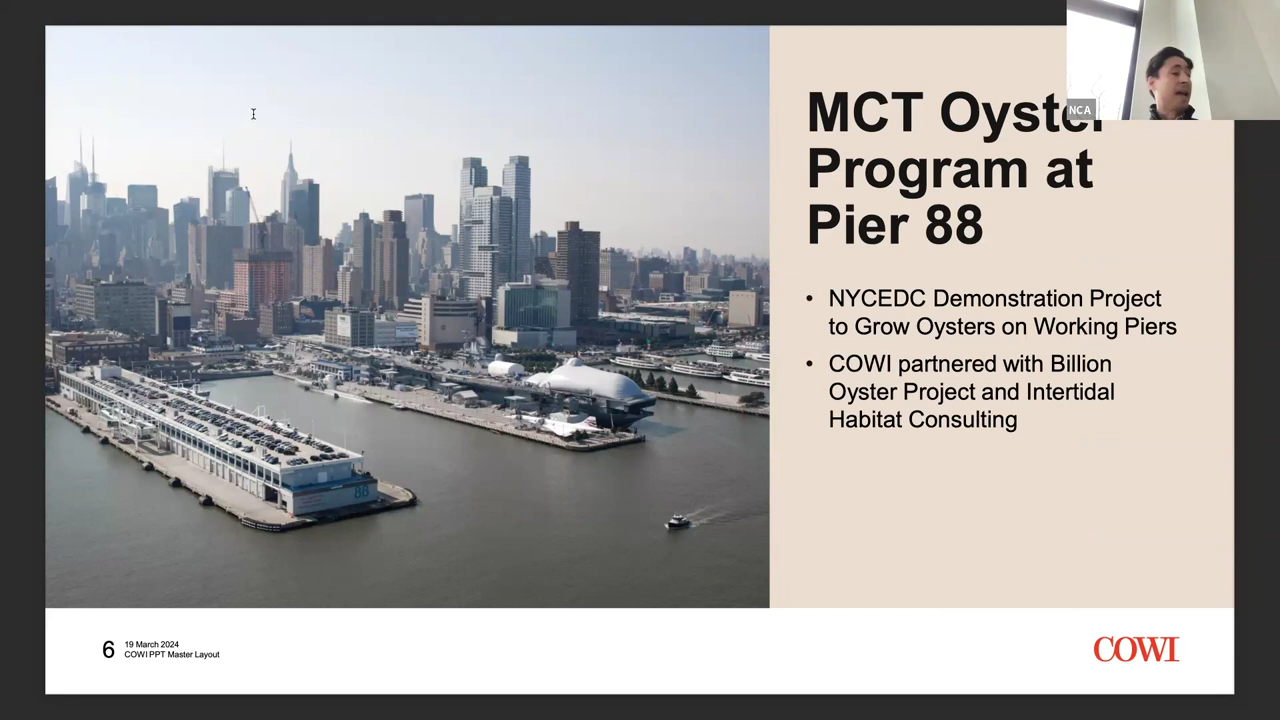 MCT Oyster
Program at
Pier 88
NCA
• NYCEDC Demonstration Project
to Grow Oysters on Working Piers
• COWI partnered with Billion
Oyster Project and Intertidal
Habitat Consulting
88
6
19 March 2024
COWI PPT Master Layout
COWI